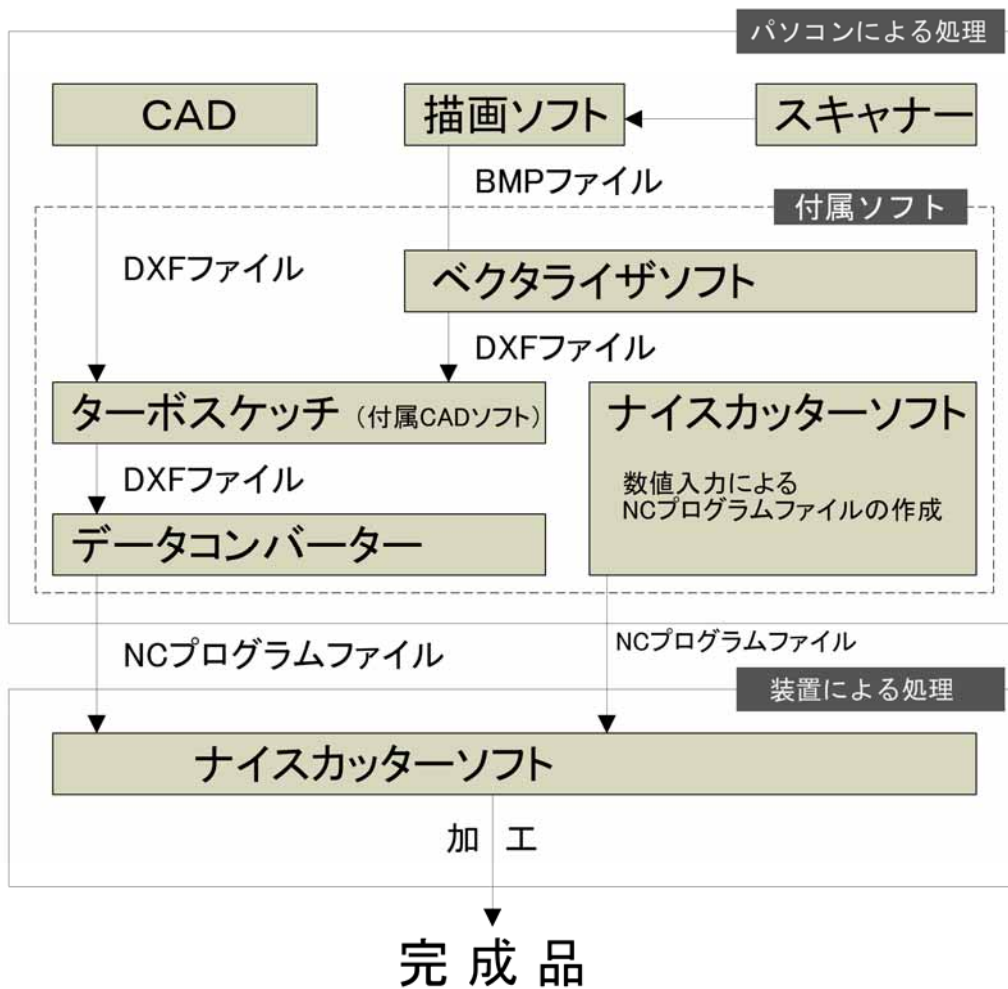 パソコンによる処理
CAD
描画ソフト
スキャナー
BMPファイル
付属ソフト
DXFファイル
ベクタライザソフト
DXFファイル
ターボスケッチ（付属CADソフト）
ナイスカッターソフト
数値入力による
NCプログラムファイルの作成
DXFファイル
データコンバーター
NCプログラムファイル
NCプログラムファイル
装置による処理
ナイスカッターソフト
加工
完成品